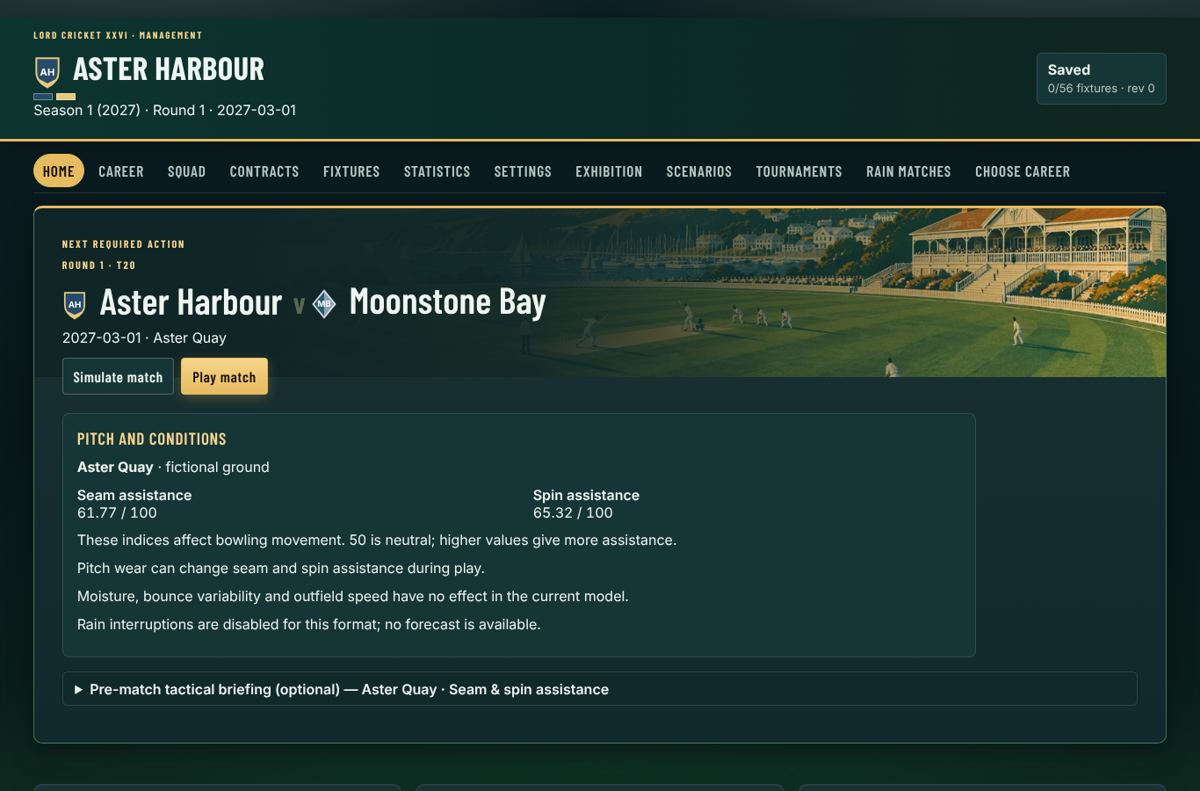 LORD CRICKET XXVI · MANAGEMENT
AH ASTER HARBOUR
Season 1 (2027) · Round 1 · 2027-03-01
Saved
0/56 fixtures · rev 0
HOME CAREER SQUAD CONTRACTS FIXTURES STATISTICS SETTINGS EXHIBITION SCENARIOS TOURNAMENTS RAIN MATCHES CHOOSE CAREER
NEXT REQUIRED ACTION
ROUND 1 · T20
AH Aster Harbour v MB Moonstone Bay
2027-03-01 · Aster Quay
Simulate match Play match
PITCH AND CONDITIONS
Aster Quay · fictional ground
Seam assistance Spin assistance
61.77 / 100 65.32 / 100
These indices affect bowling movement. 50 is neutral; higher values give more assistance.
Pitch wear can change seam and spin assistance during play.
Moisture, bounce variability and outfield speed have no effect in the current model.
Rain interruptions are disabled for this format; no forecast is available.
▶ Pre-match tactical briefing (optional) — Aster Quay · Seam & spin assistance